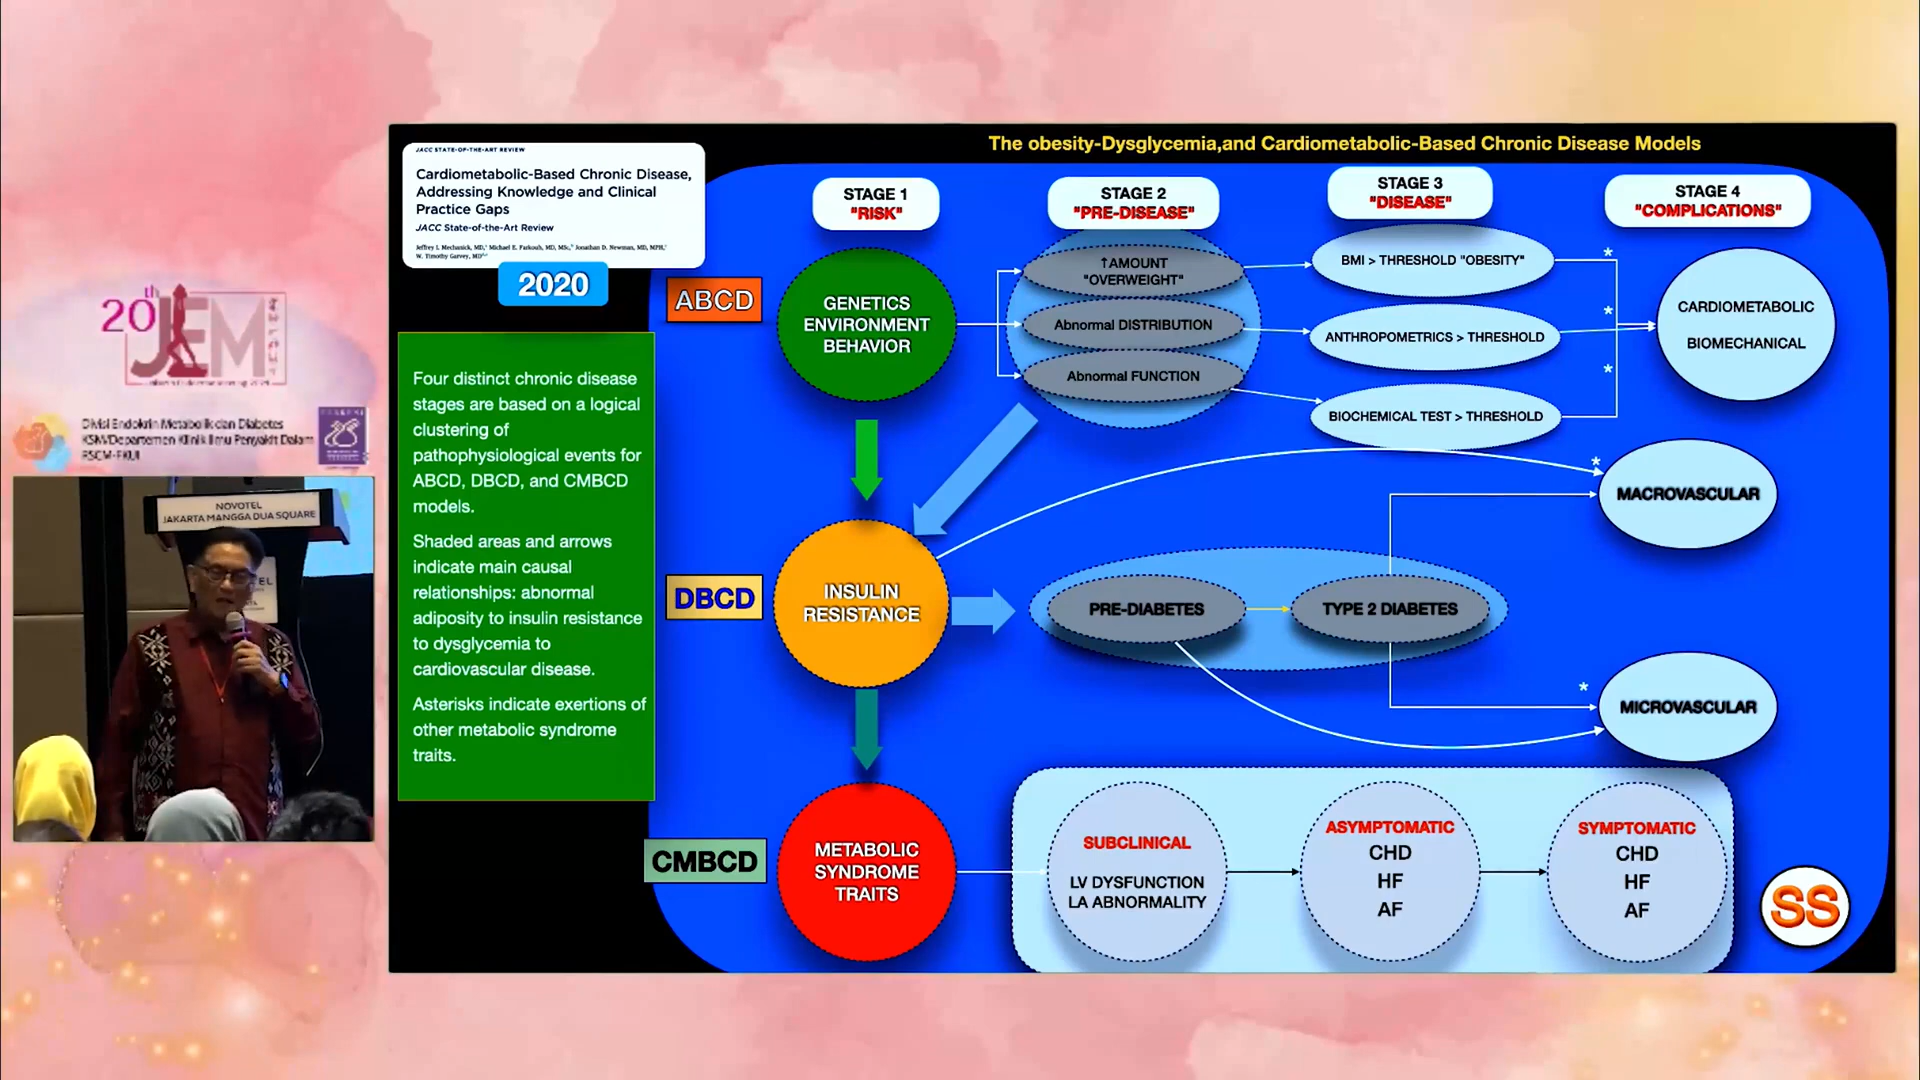 The obesity-Dysglycemia,and Cardiometabolic-Based Chronic Disease Models
JACC STATE-OF-THE-ART REVIEW
Cardiometabolic-Based Chronic Disease,
Addressing Knowledge and Clinical
Practice Gaps
JACC State-of-the-Art Review
Jeffrey I. Mechanick, MD, Michael E. Farkouh, MD, MSc, Jonathan D. Newman, MD, MPH,
W. Timothy Garvey, MD
2020
Four distinct chronic disease
stages are based on a logical
clustering of
pathophysiological events for
ABCD, DBCD, and CMBCD
models.
Shaded areas and arrows
indicate main causal
relationships: abnormal
adiposity to insulin resistance
to dysglycemia to
cardiovascular disease.
Asterisks indicate exertions of
other metabolic syndrome
traits.
STAGE 1
"RISK"
STAGE 2
"PRE-DISEASE"
STAGE 3
"DISEASE"
STAGE 4
"COMPLICATIONS"
ABCD
GENETICS
ENVIRONMENT
BEHAVIOR
↑AMOUNT
"OVERWEIGHT"
Abnormal DISTRIBUTION
Abnormal FUNCTION
BMI > THRESHOLD "OBESITY"
ANTHROPOMETRICS > THRESHOLD
BIOCHEMICAL TEST > THRESHOLD
*
*
*
CARDIOMETABOLIC
BIOMECHANICAL
DBCD
INSULIN
RESISTANCE
PRE-DIABETES
TYPE 2 DIABETES
*
MACROVASCULAR
*
MICROVASCULAR
CMBCD
METABOLIC
SYNDROME
TRAITS
SUBCLINICAL
LV DYSFUNCTION
LA ABNORMALITY
ASYMPTOMATIC
CHD
HF
AF
SYMPTOMATIC
CHD
HF
AF
SS
20th
JEM
Divisi Endokrin Metabolik dan Diabetes
KSM/Departemen Klinik Ilmu Penyakit Dalam
RSCM-FKUI
NOVOTEL
JAKARTA MANGGA DUA SQUARE